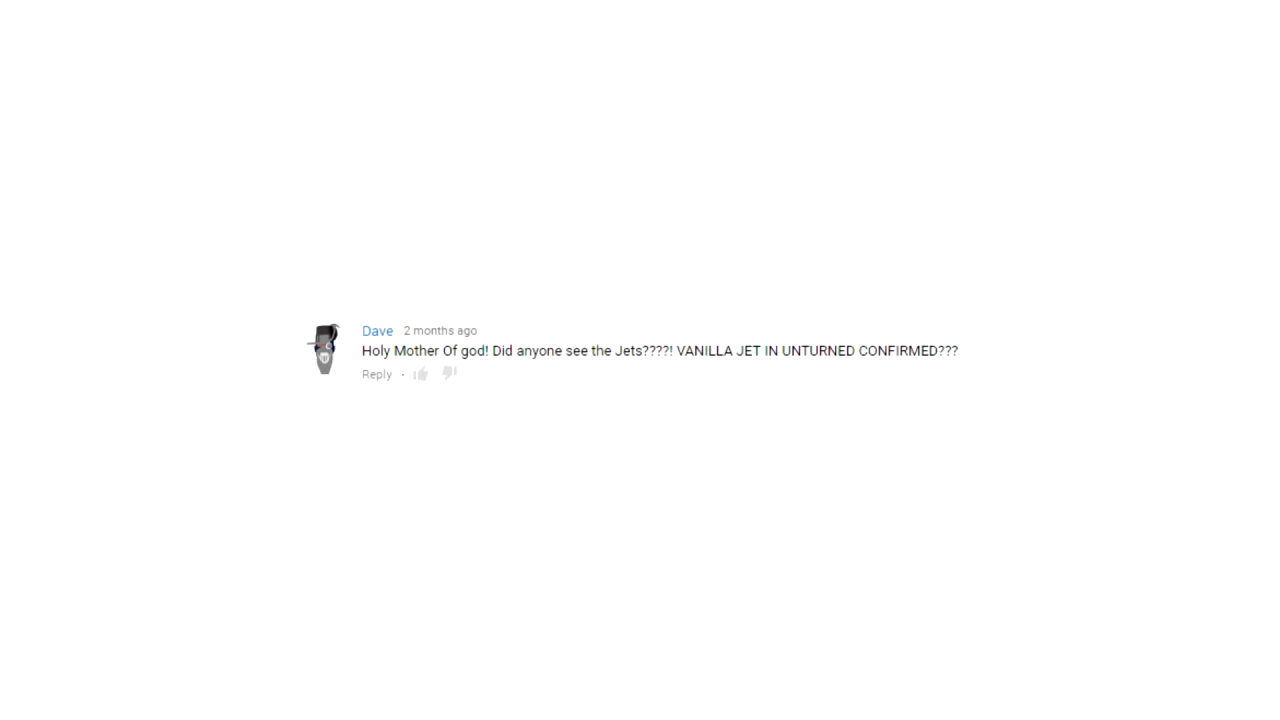 Dave 2 months ago
Holy Mother Of god! Did anyone see the Jets????! VANILLA JET IN UNTURNED CONFIRMED???
Reply ·